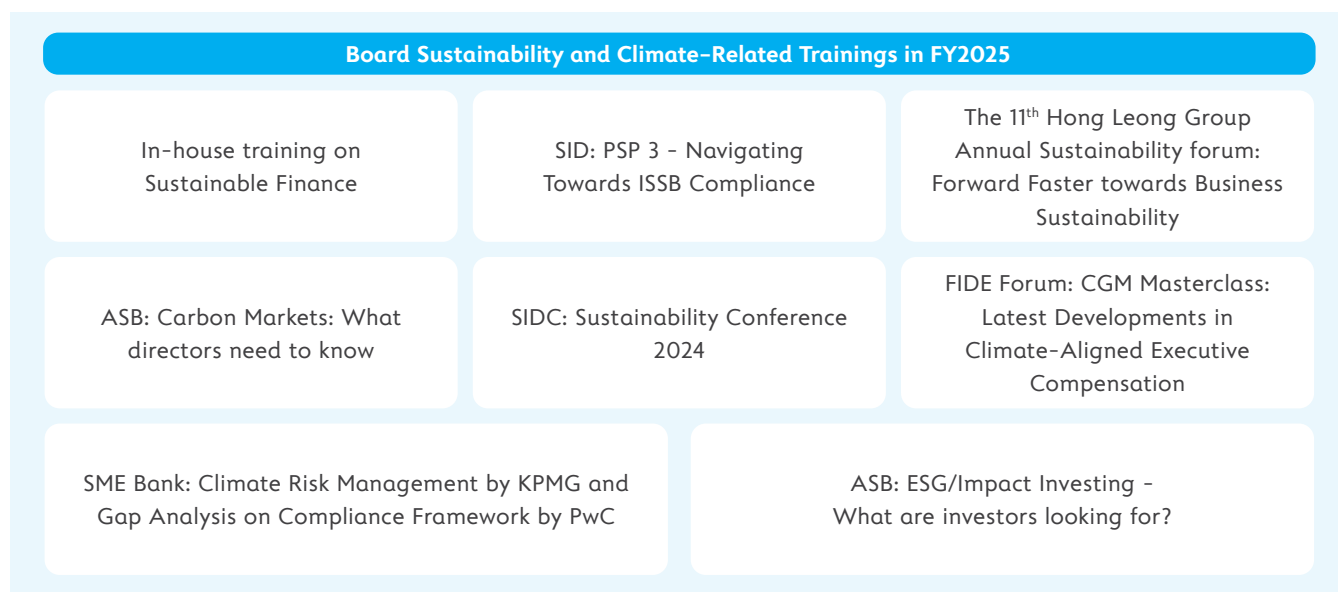 Board Sustainability and Climate-Related Trainings in FY2025
In-house training on
Sustainable Finance
SID: PSP 3 - Navigating
Towards ISSB Compliance
The 11th Hong Leong Group
Annual Sustainability forum:
Forward Faster towards Business
Sustainability
ASB: Carbon Markets: What
directors need to know
SIDC: Sustainability Conference
2024
FIDE Forum: CGM Masterclass:
Latest Developments in
Climate-Aligned Executive
Compensation
SME Bank: Climate Risk Management by KPMG and
Gap Analysis on Compliance Framework by PwC
ASB: ESG/Impact Investing -
What are investors looking for?